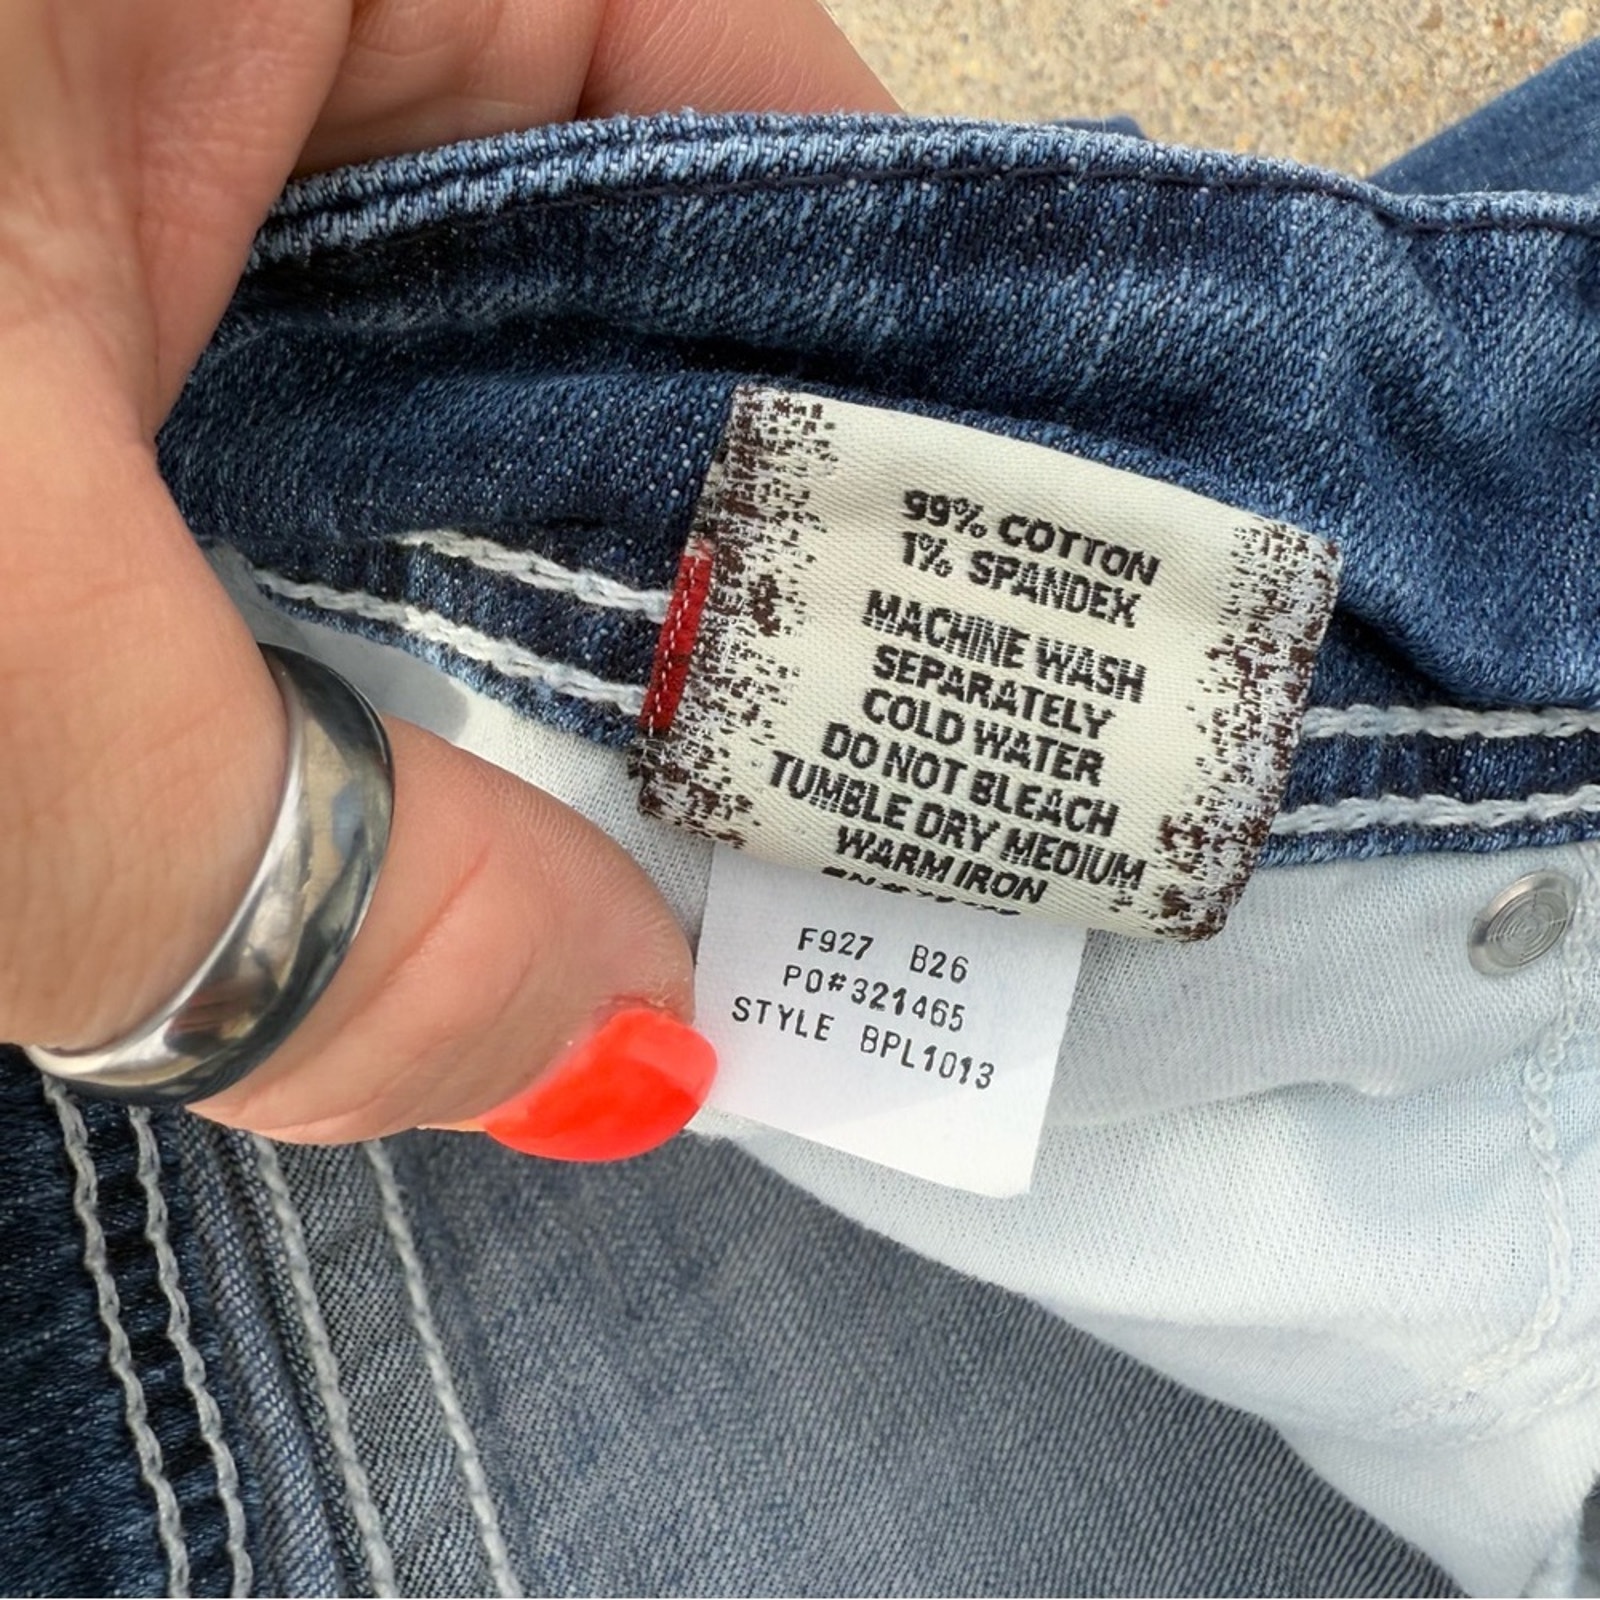 99% COTTON
1% SPANDEX
MACHINE WASH
SEPARATELY
COLD WATER
DO NOT BLEACH
TUMBLE DRY MEDIUM
WARM IRON
F927 B26
PO#321465
STYLE BPL1013